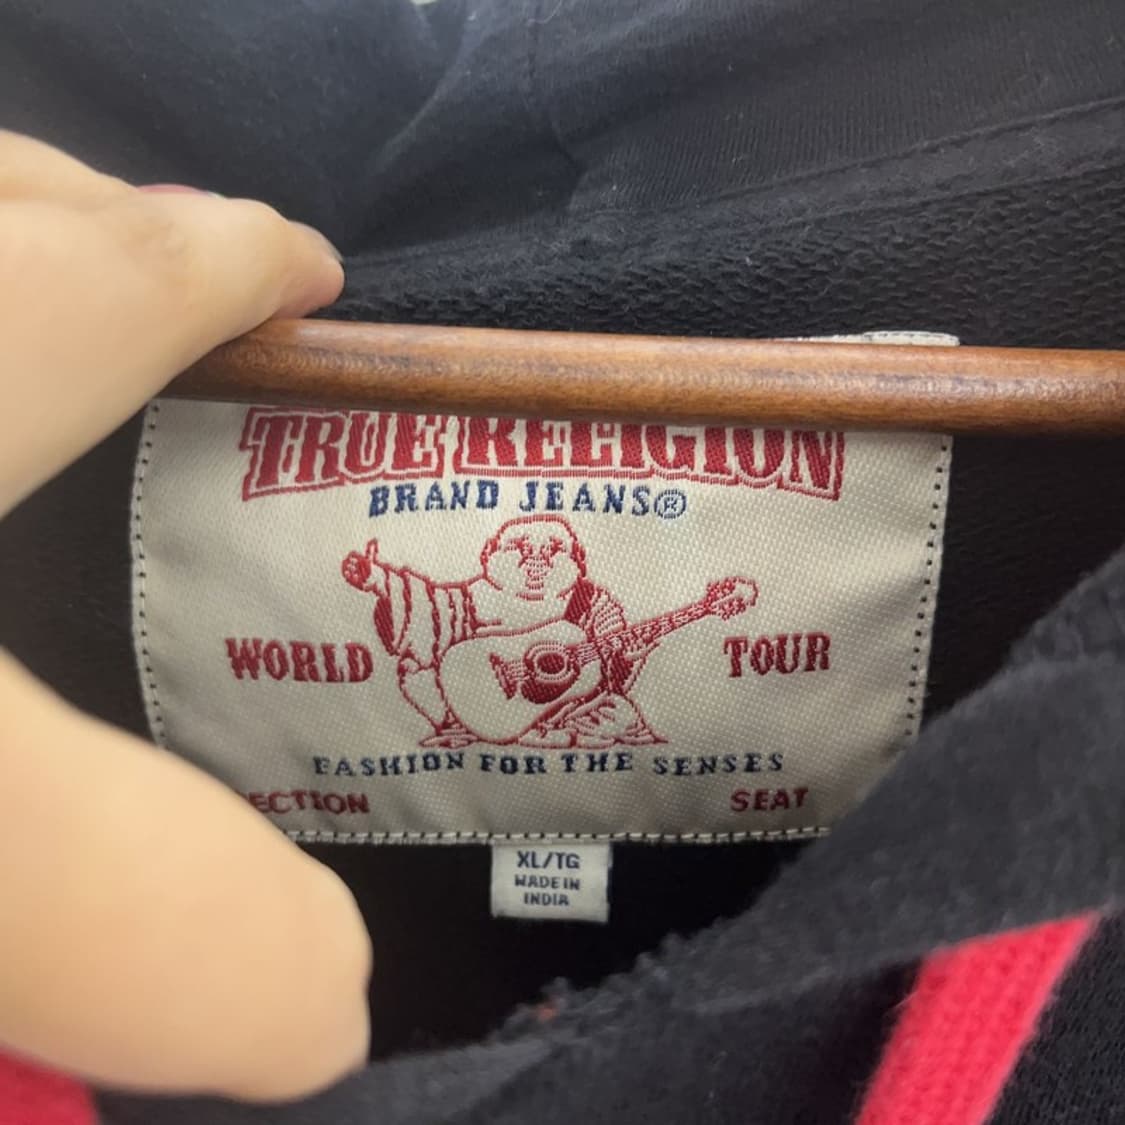 TRUE RELIGION
BRAND JEANS®
WORLD TOUR
FASHION FOR THE SENSES
ECTION SEAT
XL/TG
MADE IN
INDIA